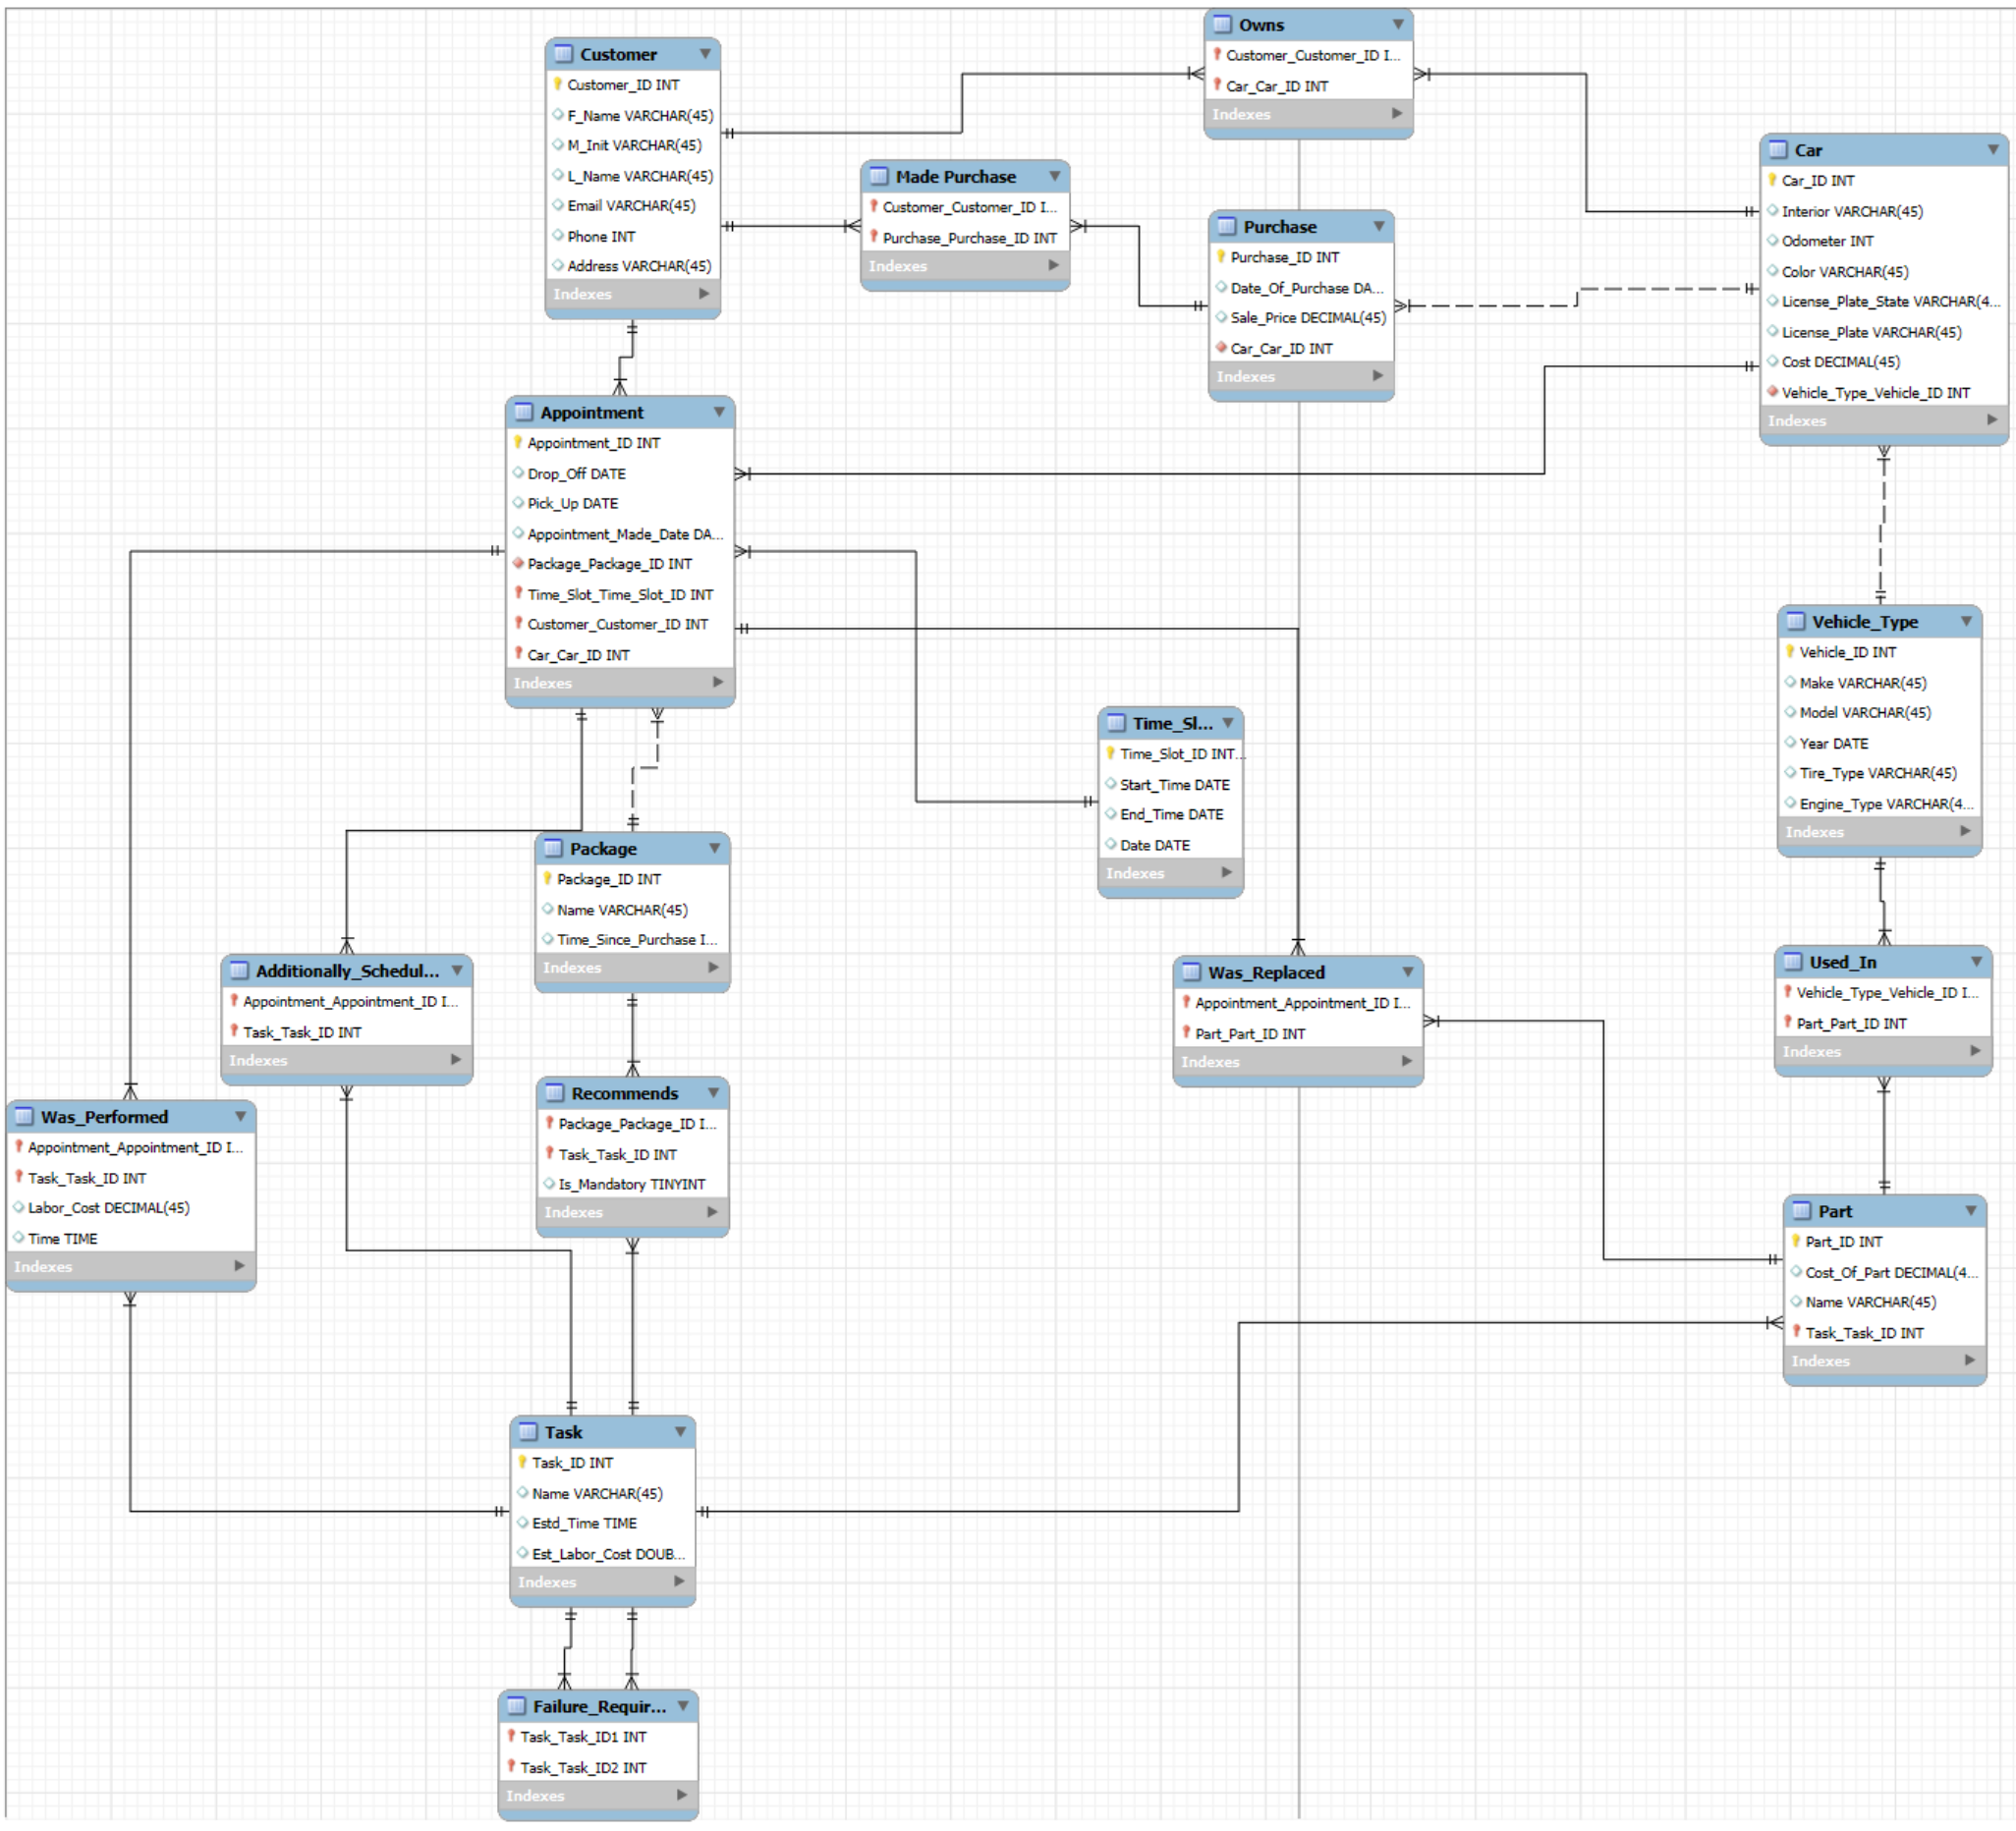 Owns
Customer_Customer_ID I...
Car_Car_ID INT
Indexes
Customer
Customer_ID INT
F_Name VARCHAR(45)
M_Init VARCHAR(45)
L_Name VARCHAR(45)
Email VARCHAR(45)
Phone INT
Address VARCHAR(45)
Indexes
Made Purchase
Customer_Customer_ID I...
Purchase_Purchase_ID INT
Indexes
Purchase
Purchase_ID INT
Date_Of_Purchase DA...
Sale_Price DECIMAL(45)
Car_Car_ID INT
Indexes
Car
Car_ID INT
Interior VARCHAR(45)
Odometer INT
Color VARCHAR(45)
License_Plate_State VARCHAR(4...
License_Plate VARCHAR(45)
Cost DECIMAL(45)
Vehicle_Type_Vehicle_ID INT
Indexes
Appointment
Appointment_ID INT
Drop_Off DATE
Pick_Up DATE
Appointment_Made_Date DA...
Package_Package_ID INT
Time_Slot_Time_Slot_ID INT
Customer_Customer_ID INT
Car_Car_ID INT
Indexes
Vehicle_Type
Vehicle_ID INT
Make VARCHAR(45)
Model VARCHAR(45)
Year DATE
Tire_Type VARCHAR(45)
Engine_Type VARCHAR(4...
Indexes
Time_Sl...
Time_Slot_ID INT...
Start_Time DATE
End_Time DATE
Date DATE
Indexes
Package
Package_ID INT
Name VARCHAR(45)
Time_Since_Purchase I...
Indexes
Additionally_Schedul...
Appointment_Appointment_ID I...
Task_Task_ID INT
Indexes
Was_Replaced
Appointment_Appointment_ID I...
Part_Part_ID INT
Indexes
Used_In
Vehicle_Type_Vehicle_ID I...
Part_Part_ID INT
Indexes
Was_Performed
Appointment_Appointment_ID I...
Task_Task_ID INT
Labor_Cost DECIMAL(45)
Time TIME
Indexes
Recommends
Package_Package_ID I...
Task_Task_ID INT
Is_Mandatory TINYINT
Indexes
Part
Part_ID INT
Cost_Of_Part DECIMAL(4...
Name VARCHAR(45)
Task_Task_ID INT
Indexes
Task
Task_ID INT
Name VARCHAR(45)
Estd_Time TIME
Est_Labor_Cost DOUB...
Indexes
Failure_Requir...
Task_Task_ID1 INT
Task_Task_ID2 INT
Indexes